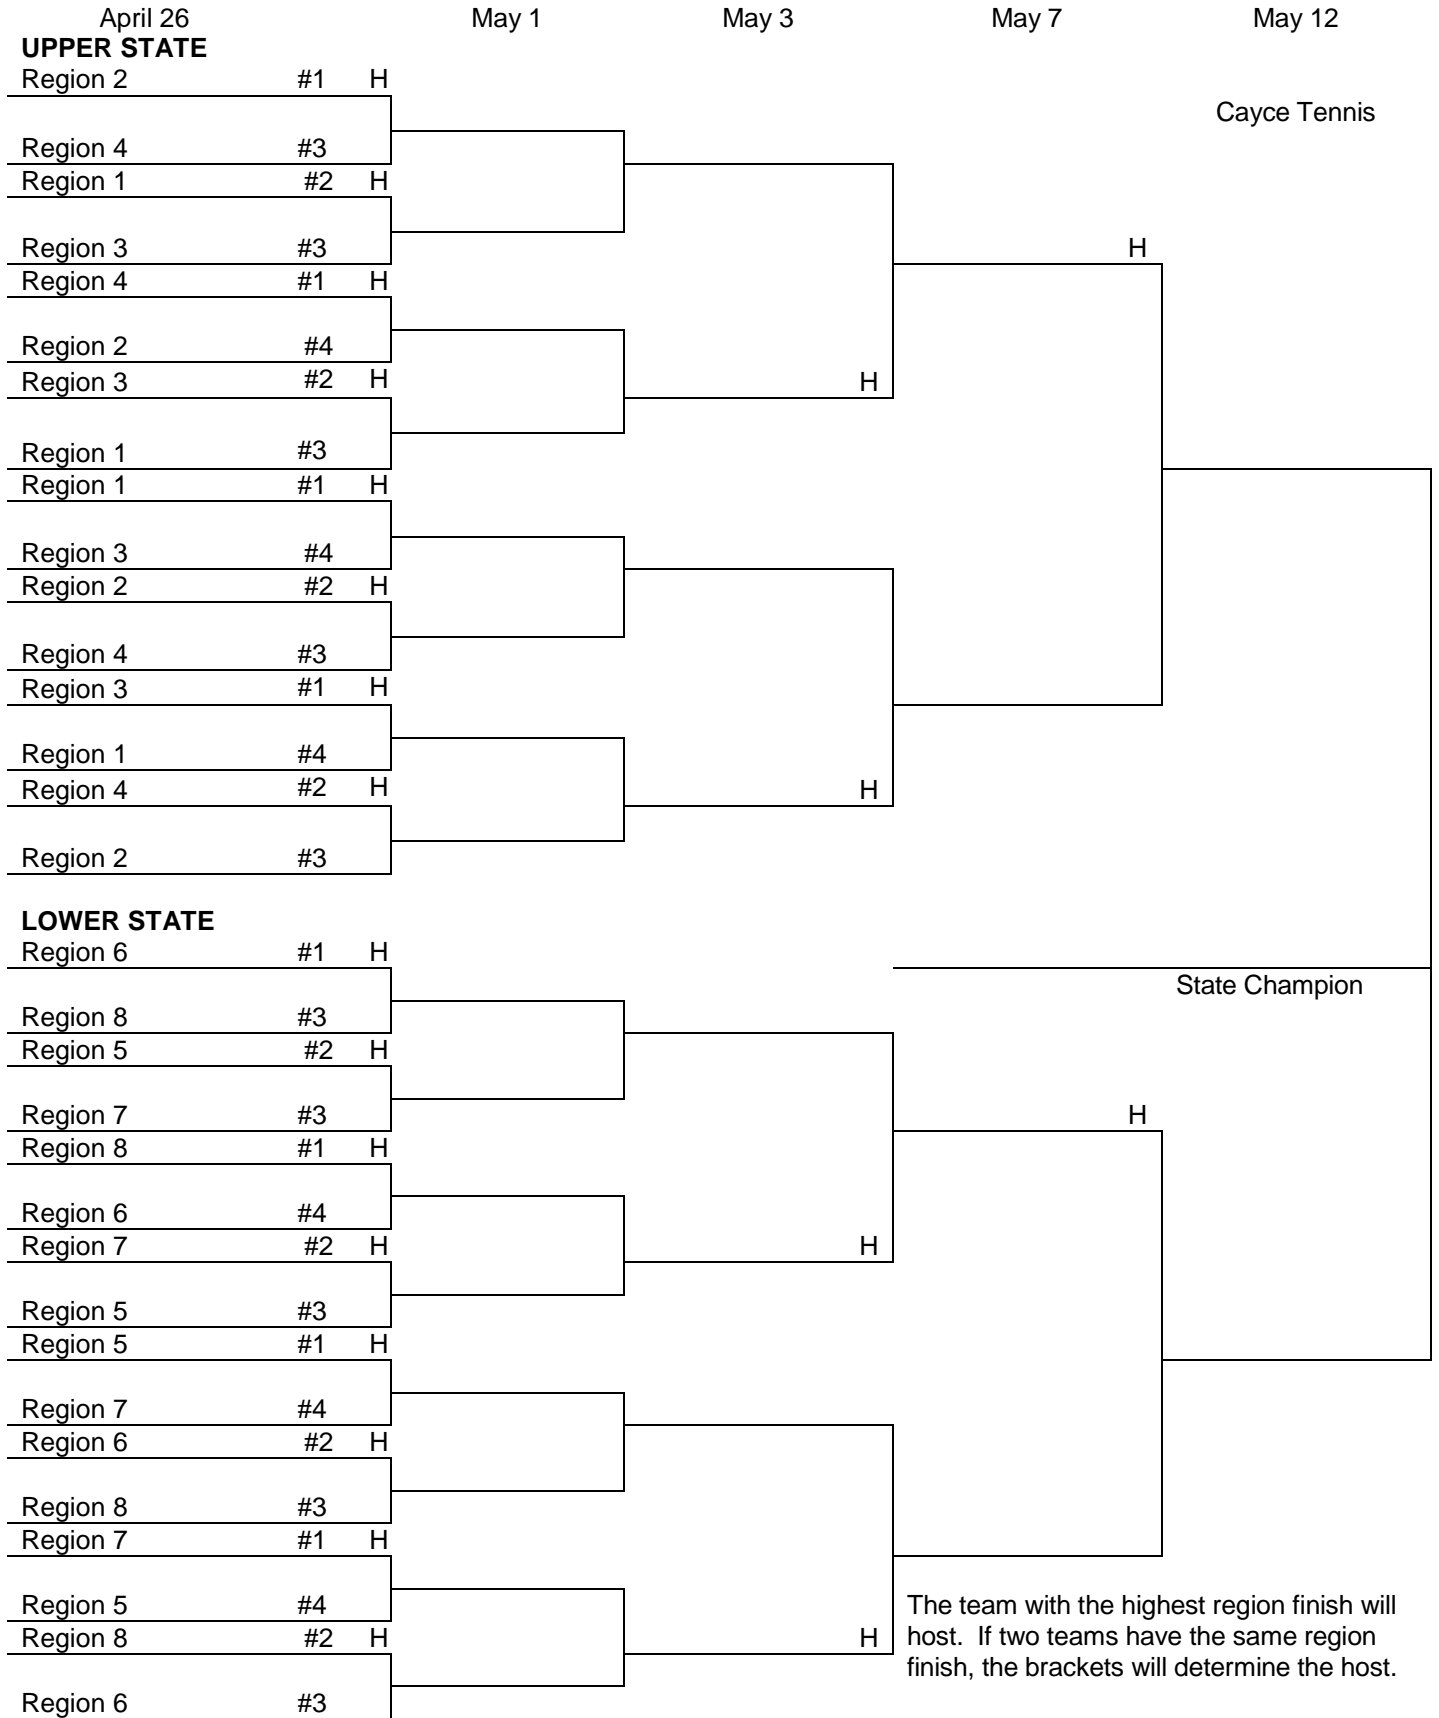 April 26 May 1 May 3 May 7 May 12
UPPER STATE
Region 2 #1 H
Cayce Tennis
Region 4 #3
Region 1 #2 H
Region 3 #3 H
Region 4 #1 H
Region 2 #4
Region 3 #2 H H
Region 1 #3
Region 1 #1 H
Region 3 #4
Region 2 #2 H
Region 4 #3
Region 3 #1 H
Region 1 #4
Region 4 #2 H H
Region 2 #3
LOWER STATE
Region 6 #1 H
State Champion
Region 8 #3
Region 5 #2 H
Region 7 #3 H
Region 8 #1 H
Region 6 #4
Region 7 #2 H H
Region 5 #3
Region 5 #1 H
Region 7 #4
Region 6 #2 H
Region 8 #3
Region 7 #1 H
Region 5 #4
Region 8 #2 H H
Region 6 #3
The team with the highest region finish will
host. If two teams have the same region
finish, the brackets will determine the host.